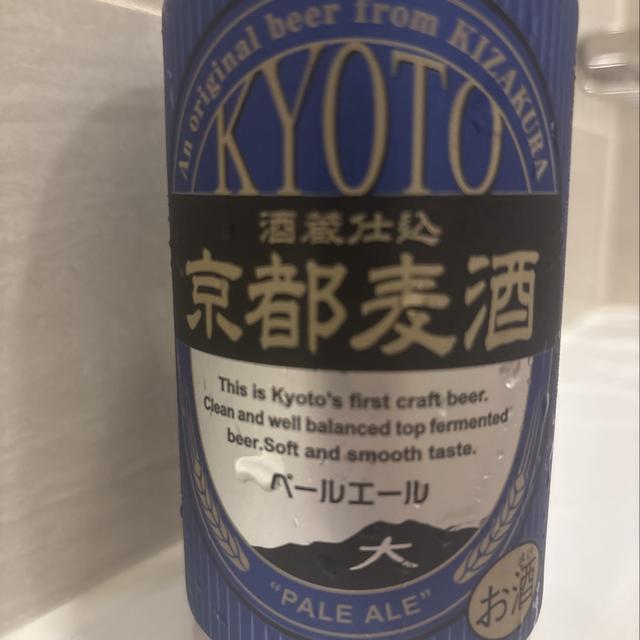 An original beer from KIZAKURA
KYOTO
酒蔵仕込
京都麦酒
This is Kyoto's first craft beer.
Clean and well balanced top fermented
beer.Soft and smooth taste.
ペールエール
大
"PALE ALE"
お酒